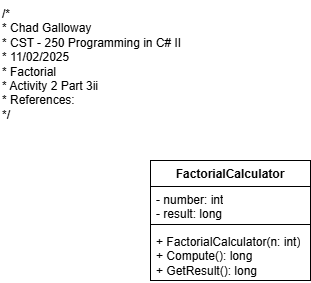 /*
* Chad Galloway
* CST - 250 Programming in C# II
* 11/02/2025
* Factorial
* Activity 2 Part 3ii
* References:
*/
FactorialCalculator
- number: int
- result: long
+ FactorialCalculator(n: int)
+ Compute(): long
+ GetResult(): long